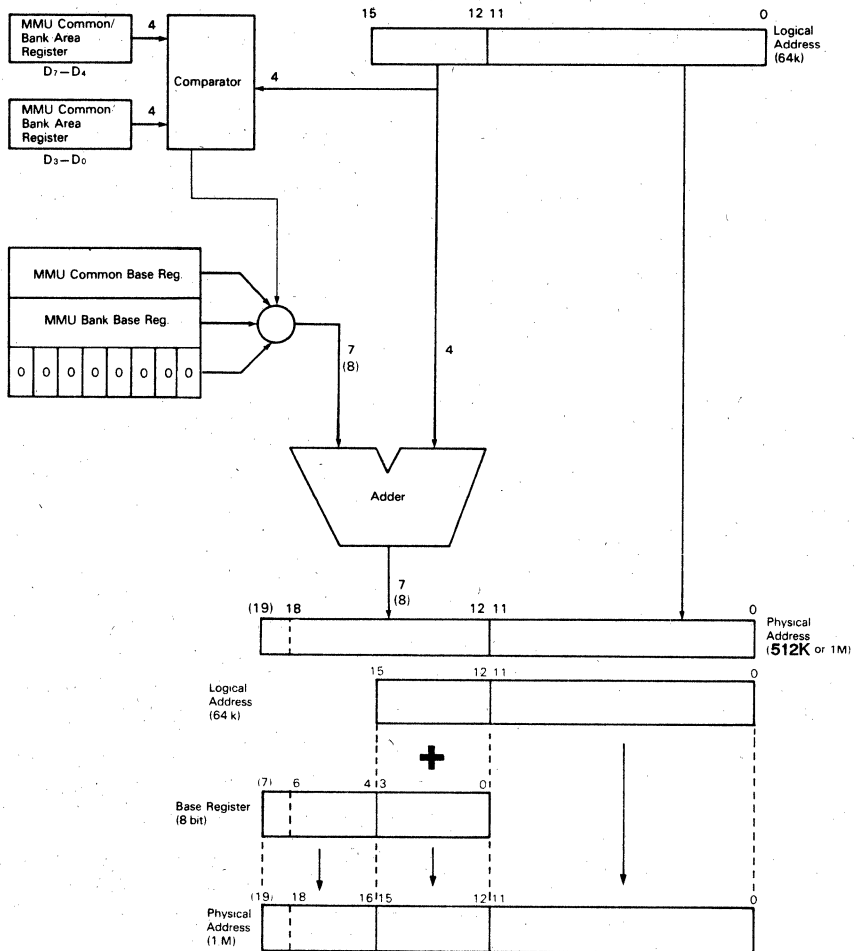 MMU Common/
Bank Area
Register
D7—D4
4
MMU Common
Bank Area
Register
D3—D0
4
Comparator
4
15 12 11 0
Logical
Address
(64k)
MMU Common Base Reg.
MMU Bank Base Reg.
0 0 0 0 0 0 0 0
7
(8)
4
Adder
7
(8)
(19) 18 12 11 0
Physical
Address
(512K or 1M)
15 12 11 0
Logical
Address
(64 k)
+
(7) 6 4 3 0
Base Register
(8 bit)
(19) 18 16 15 12 11 0
Physical
Address
(1 M)